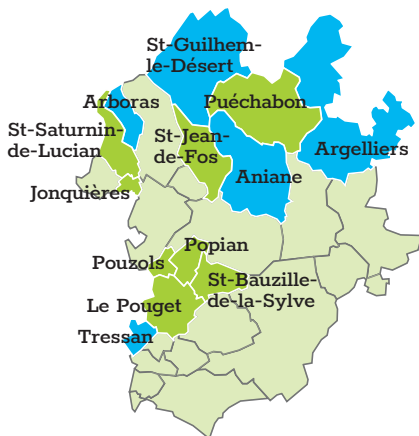 St-Guilhem-
le-Désert
Arboras
Puéchabon
St-Saturnin-
de-Lucian
St-Jean-
de-Fos
Argelliers
Aniane
Jonquières
Popian
Pouzols
St-Bauzille-
de-la-Sylve
Le Pouget
Tressan